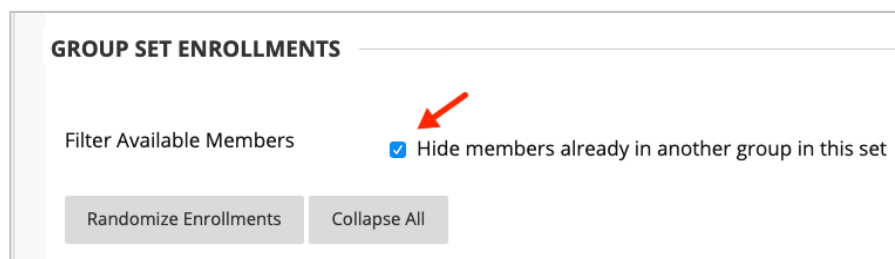 GROUP SET ENROLLMENTS
Filter Available Members
Hide members already in another group in this set
Randomize Enrollments
Collapse All